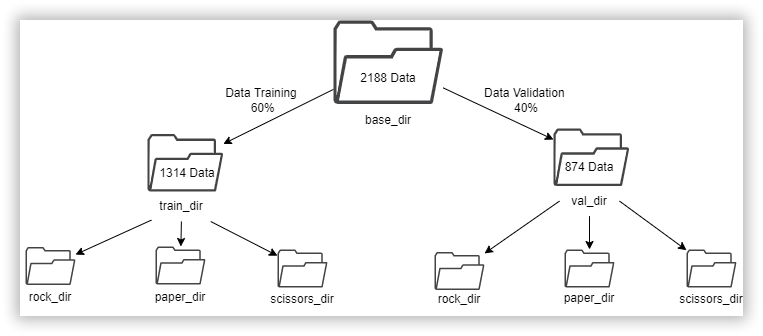 2188 Data
base_dir
Data Training
60%
Data Validation
40%
1314 Data
train_dir
874 Data
val_dir
rock_dir
paper_dir
scissors_dir
rock_dir
paper_dir
scissors_dir